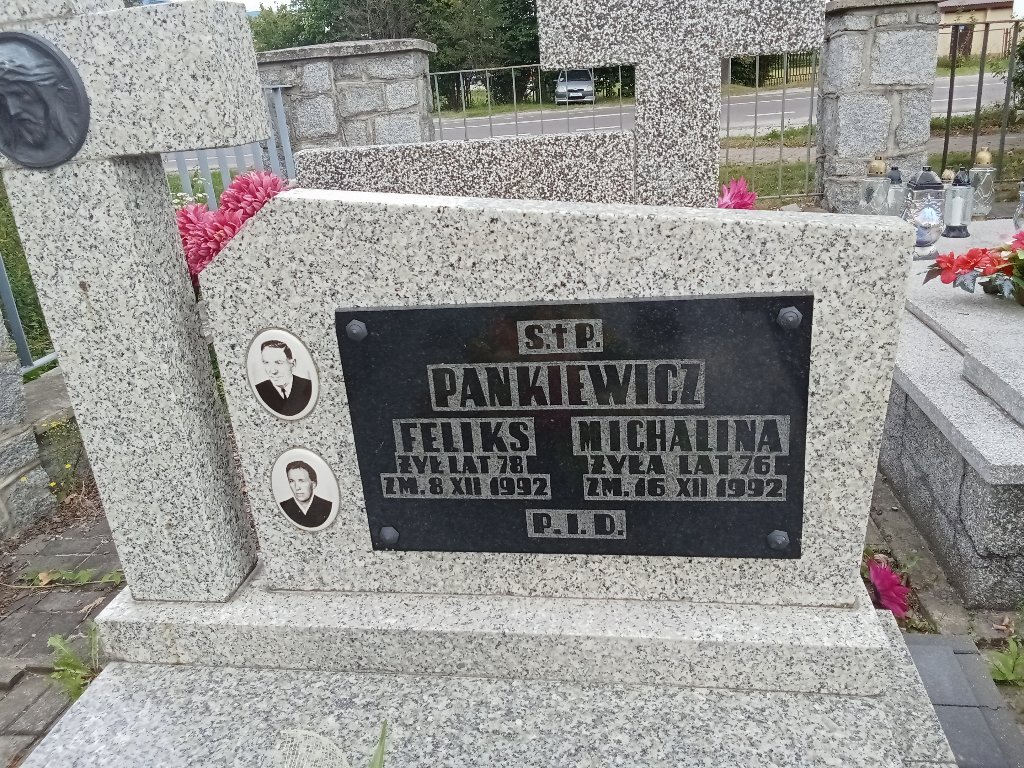 S.†P.
PANKIEWICZ
FELIKS
ŻYŁ LAT 78
ZM. 8 XII 1992
MICHALINA
ŻYŁA LAT 76
ZM. 16 XII 1992
P.I.D.